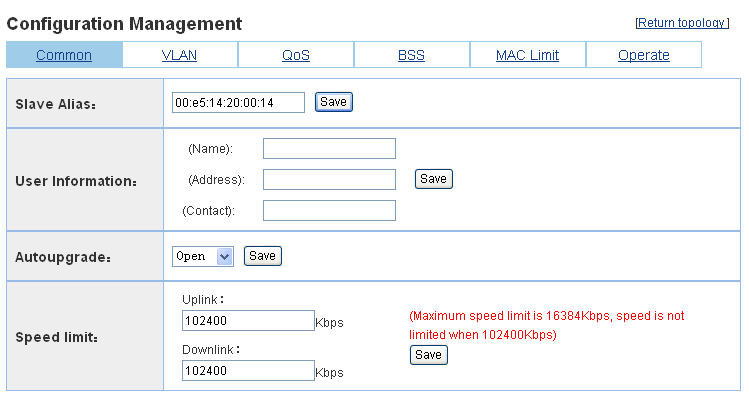 Configuration Management
[Return topology]
Common VLAN QoS BSS MAC Limit Operate
Slave Alias: 00:e5:14:20:00:14 Save
(Name):
User Information: (Address): Save
(Contact):
Autoupgrade: Open Save
Uplink:
102400 Kbps
Speed limit:
(Maximum speed limit is 16384Kbps, speed is not
limited when 102400Kbps)
Save
Downlink:
102400 Kbps